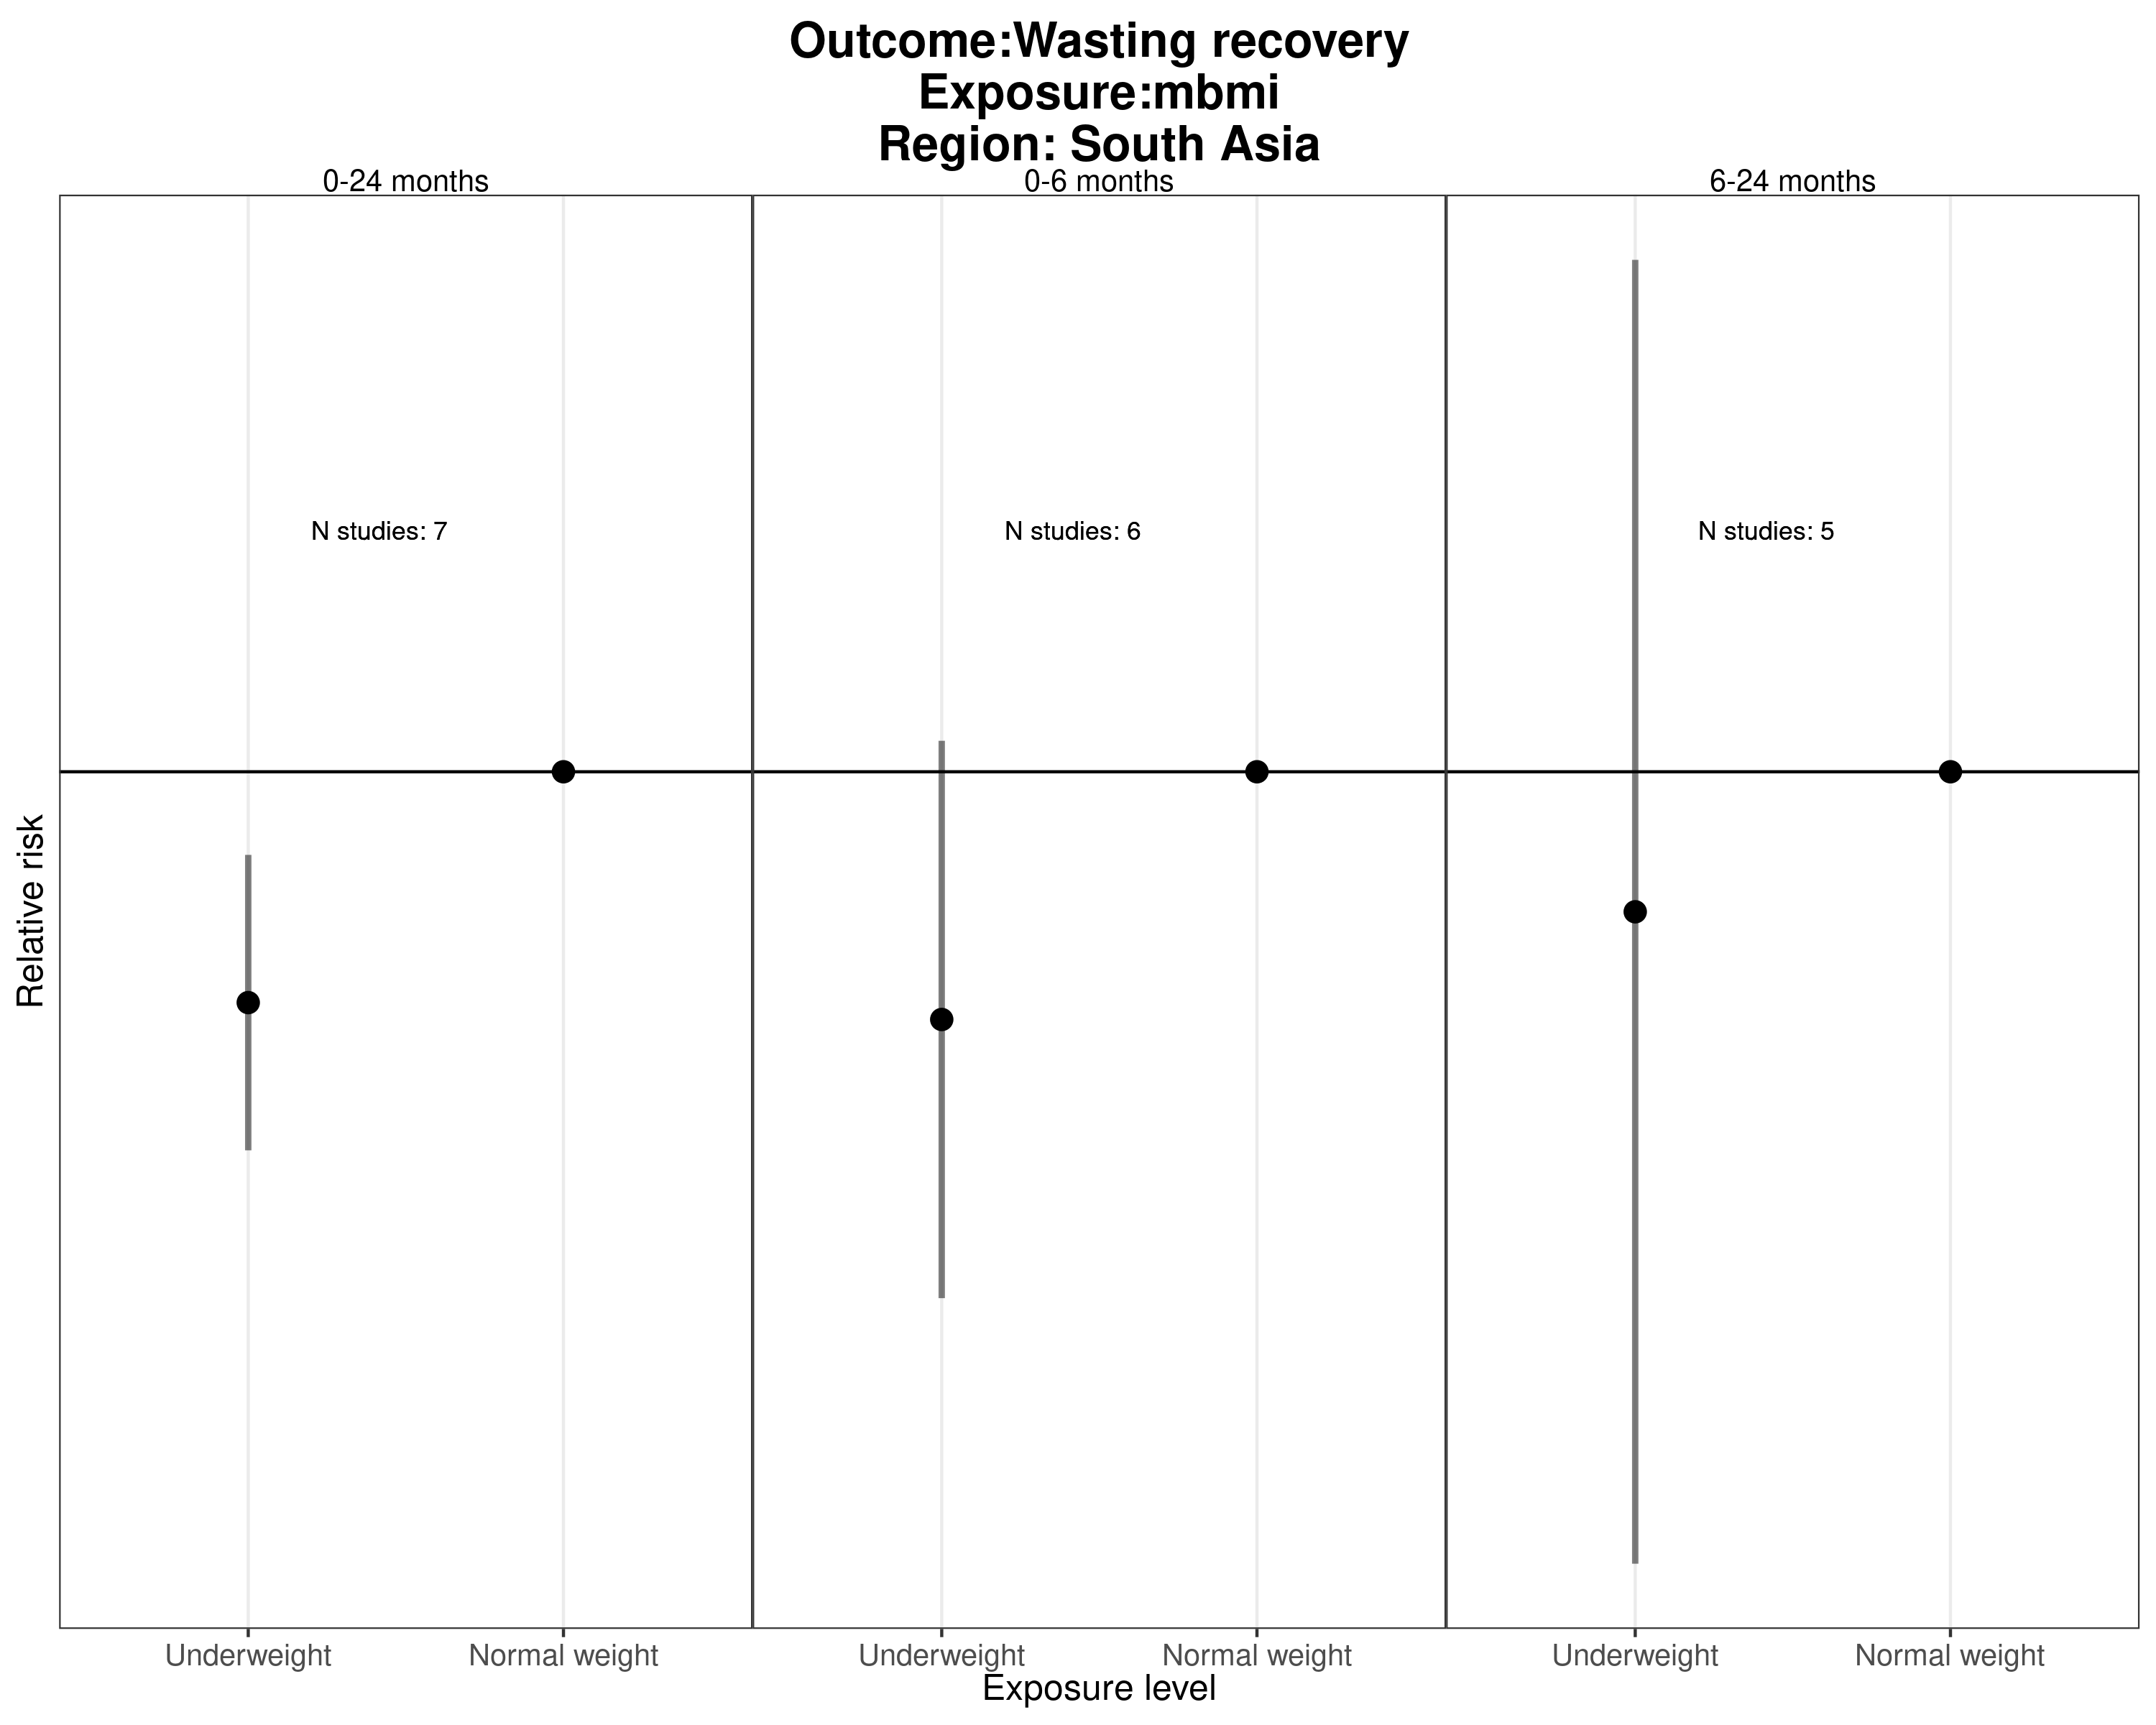 Outcome:Wasting recovery
Exposure:mbmi
Region: South Asia
0-24 months
0-6 months
6-24 months
N studies: 7
N studies: 6
N studies: 5
Relative risk
Underweight
Normal weight
Underweight
Normal weight
Underweight
Normal weight
Exposure level